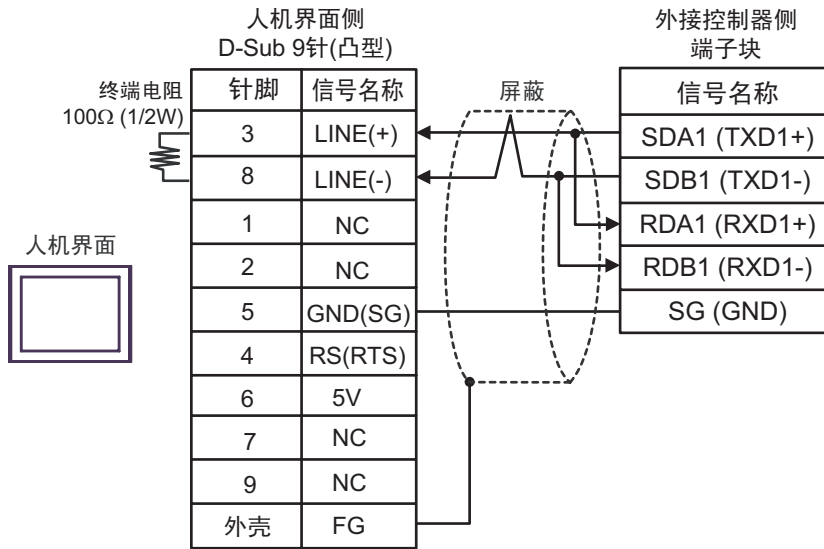 人机界面侧
D-Sub 9针(凸型)
外接控制器侧
端子块
终端电阻
100Ω (1/2W)
针脚 信号名称
屏蔽
信号名称
3 LINE(+)
SDA1 (TXD1+)
8 LINE(-)
SDB1 (TXD1-)
1 NC
RDA1 (RXD1+)
人机界面
2 NC
RDB1 (RXD1-)
5 GND(SG)
SG (GND)
4 RS(RTS)
6 5V
7 NC
9 NC
外壳 FG